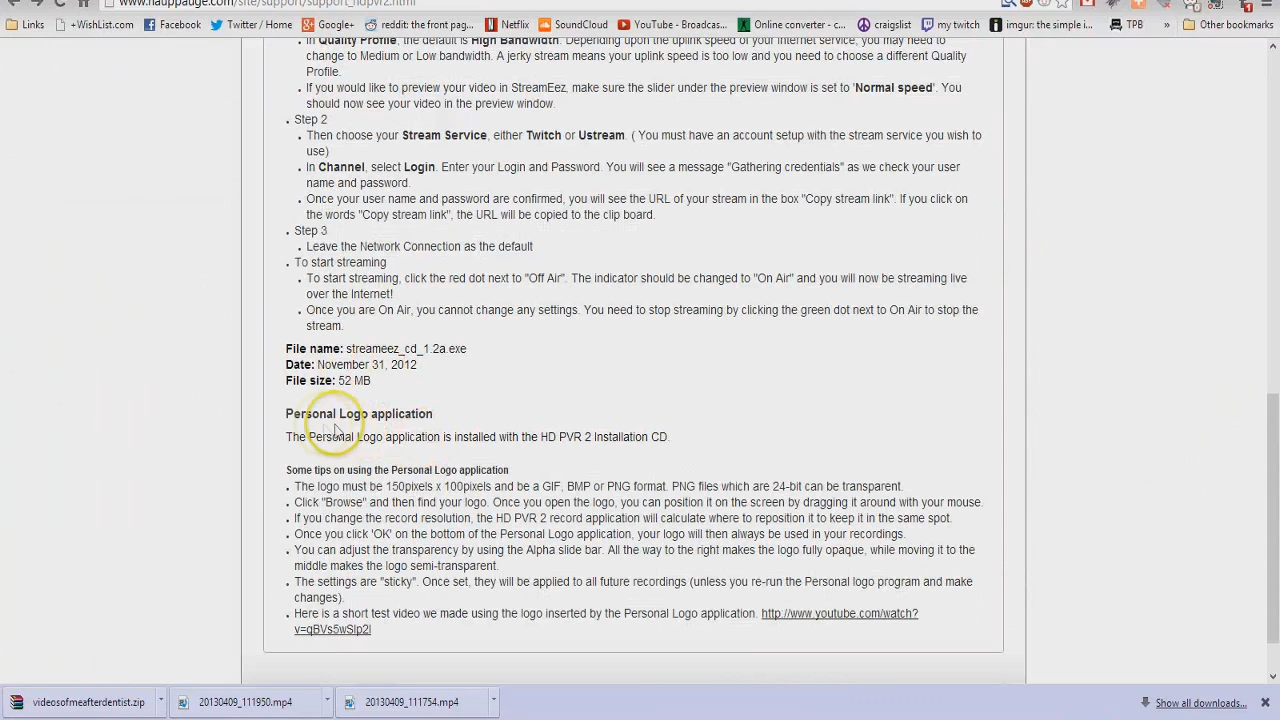 www.hauppauge.com/site/support/support_hdpvr2.html
Links +WishList.com Facebook Twitter / Home Google+ reddit: the front pag... Netflix SoundCloud YouTube - Broadcas... Online converter - c... craigslist my twitch imgur: the simple i... TPB » Other bookmarks
In Quality Profile, the default is High Bandwidth. Depending upon the uplink speed of your internet service, you may need to
change to Medium or Low bandwidth. A jerky stream means your uplink speed is too low and you need to choose a different Quality
Profile.
If you would like to preview your video in StreamEez, make sure the slider under the preview window is set to 'Normal speed'. You
should now see your video in the preview window.
Step 2
Then choose your Stream Service, either Twitch or Ustream. ( You must have an account setup with the stream service you wish to
use)
In Channel, select Login. Enter your Login and Password. You will see a message "Gathering credentials" as we check your user
name and password.
Once your user name and password are confirmed, you will see the URL of your stream in the box "Copy stream link". If you click on
the words "Copy stream link", the URL will be copied to the clip board.
Step 3
Leave the Network Connection as the default
To start streaming
To start streaming, click the red dot next to "Off Air". The indicator should be changed to "On Air" and you will now be streaming live
over the Internet!
Once you are On Air, you cannot change any settings. You need to stop streaming by clicking the green dot next to On Air to stop the
stream.
File name: streameez_cd_1.2a.exe
Date: November 31, 2012
File size: 52 MB
Personal Logo application
The Personal Logo application is installed with the HD PVR 2 Installation CD.
Some tips on using the Personal Logo application
The logo must be 150pixels x 100pixels and be a GIF, BMP or PNG format. PNG files which are 24-bit can be transparent.
Click "Browse" and then find your logo. Once you open the logo, you can position it on the screen by dragging it around with your mouse.
If you change the record resolution, the HD PVR 2 record application will calculate where to reposition it to keep it in the same spot.
Once you click 'OK' on the bottom of the Personal Logo application, your logo will then always be used in your recordings.
You can adjust the transparency by using the Alpha slide bar. All the way to the right makes the logo fully opaque, while moving it to the
middle makes the logo semi-transparent.
The settings are "sticky". Once set, they will be applied to all future recordings (unless you re-run the Personal logo program and make
changes).
Here is a short test video we made using the logo inserted by the Personal Logo application. http://www.youtube.com/watch?
v=qBVs5wSlp2I
videosofmeafterdentist.zip 20130409_111950.mp4 20130409_111754.mp4 Show all downloads...